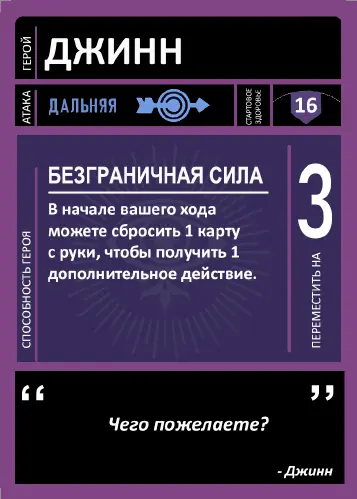 ГЕРОЙ
ДЖИНН
АТАКА
ДАЛЬНЯЯ
СТАРТОВОЕ
ЗДОРОВЬЕ
16
СПОСОБНОСТЬ ГЕРОЯ
БЕЗГРАНИЧНАЯ СИЛА
В начале вашего хода
можете сбросить 1 карту
с руки, чтобы получить 1
дополнительное действие.
ПЕРЕМЕСТИТЬ НА
3
“ ”
Чего пожелаете?
- Джинн